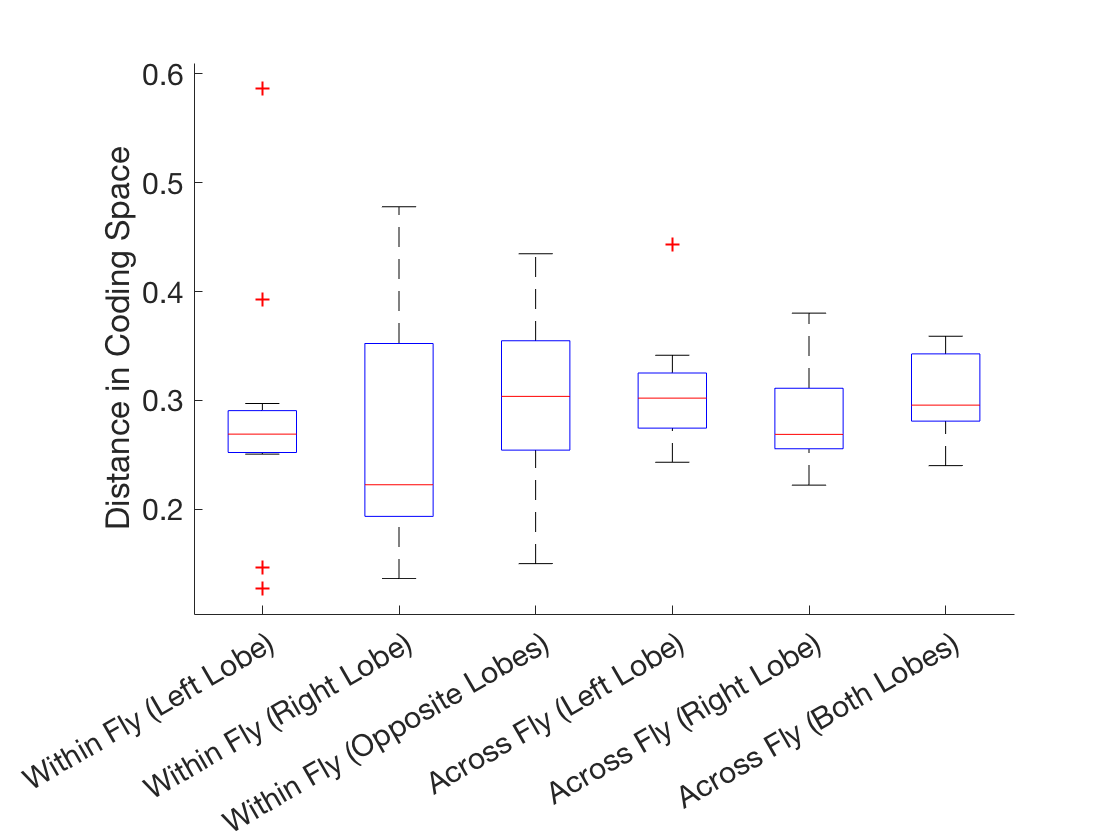 Distance in Coding Space
0.6
0.5
0.4
0.3
0.2
Within Fly (Left Lobe)
Within Fly (Right Lobe)
Within Fly (Opposite Lobes)
Across Fly (Left Lobe)
Across Fly (Right Lobe)
Across Fly (Both Lobes)